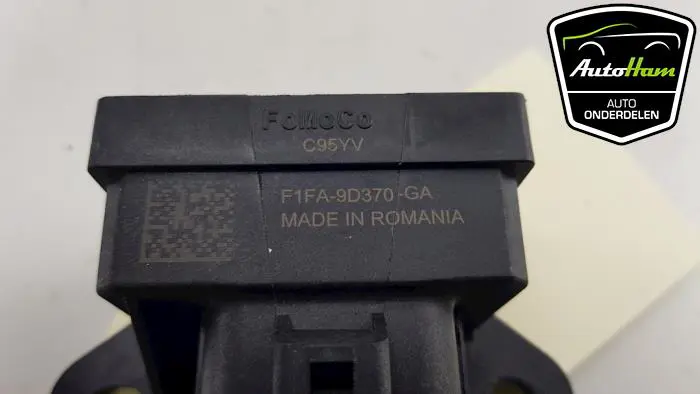 FoMoCo
C95YV
F1FA-9D370-GA
MADE IN ROMANIA
AutoHam
AUTO
ONDERDELEN